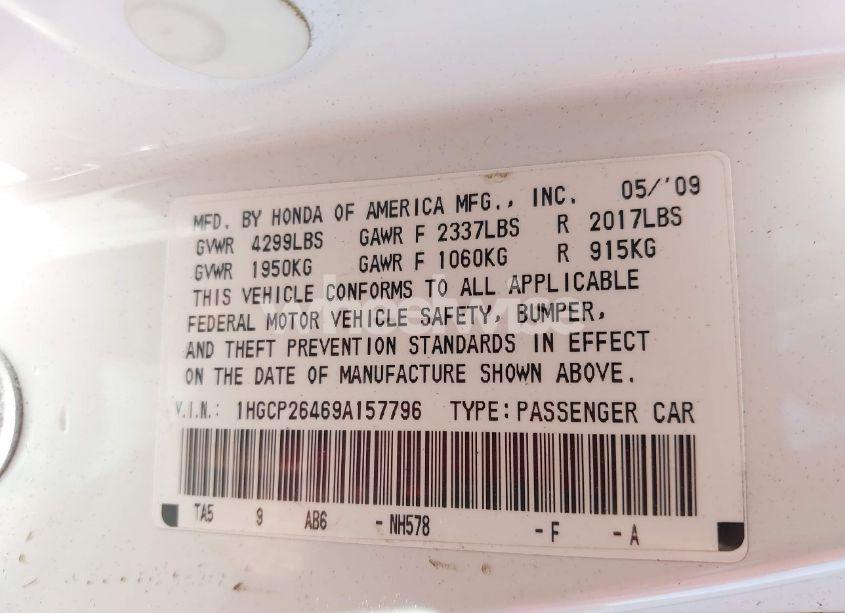 MFD. BY HONDA OF AMERICA MFG., INC. 05/'09
GVWR 4299LBS GAWR F 2337LBS R 2017LBS
GVWR 1950KG GAWR F 1060KG R 915KG
THIS VEHICLE CONFORMS TO ALL APPLICABLE
FEDERAL MOTOR VEHICLE SAFETY, BUMPER,
AND THEFT PREVENTION STANDARDS IN EFFECT
ON THE DATE OF MANUFACTURE SHOWN ABOVE.
V.I.N.: 1HGCP26469A157796 TYPE: PASSENGER CAR
TA5 9 AB6 - NH578 - F - A